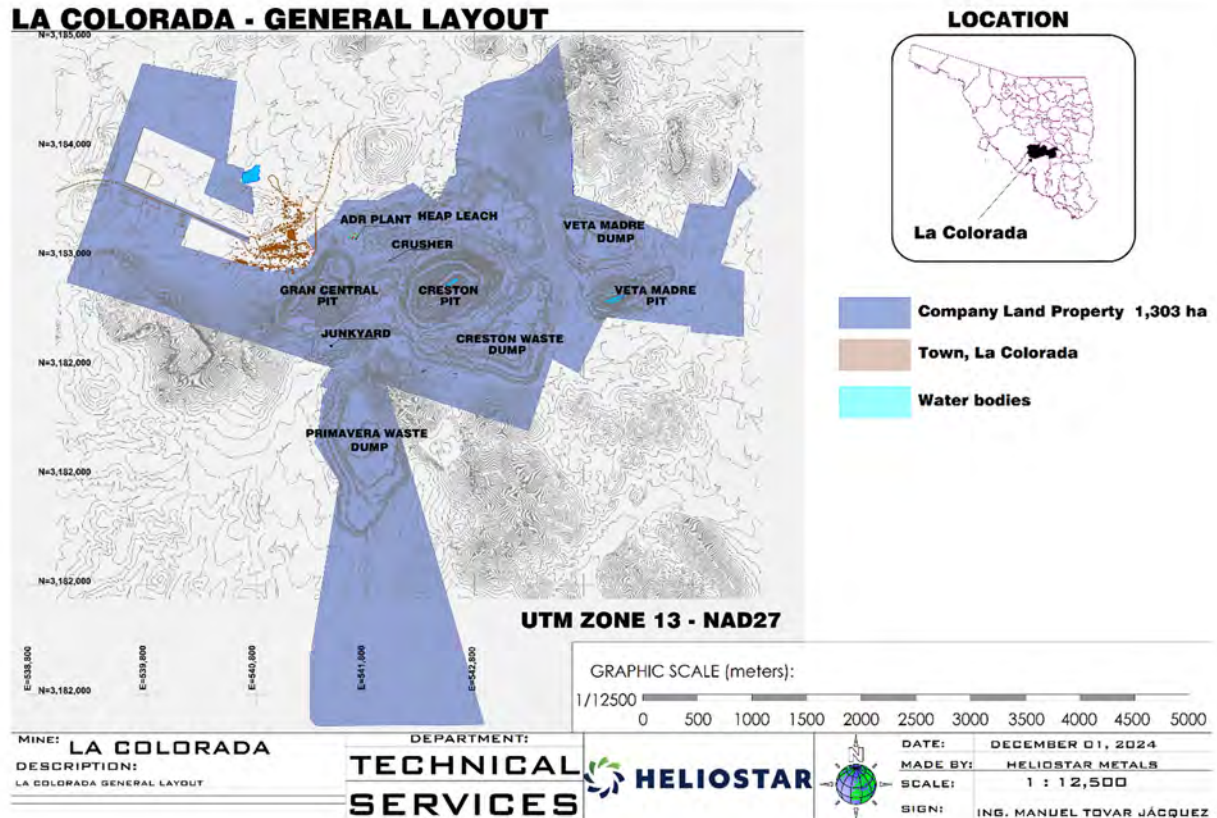 LA COLORADA - GENERAL LAYOUT
N=3,185,000
N=3,184,000
N=3,183,000
N=3,182,000
N=3,182,000
N=3,182,000
N=3,182,000
E=538,800
E=539,800
E=540,800
E=541,800
E=542,800
ADR PLANT
HEAP LEACH
CRUSHER
VETA MADRE
DUMP
GRAN CENTRAL
PIT
CRESTON
PIT
VETA MADRE
PIT
JUNKYARD
CRESTON WASTE
DUMP
PRIMAVERA WASTE
DUMP
UTM ZONE 13 - NAD27
LOCATION
La Colorada
Company Land Property 1,303 ha
Town, La Colorada
Water bodies
GRAPHIC SCALE (meters):
1/12500
0 500 1000 1500 2000 2500 3000 3500 4000 4500 5000
MINE: LA COLORADA
DESCRIPTION:
LA COLORADA GENERAL LAYOUT
DEPARTMENT:
TECHNICAL
SERVICES
HELIOSTAR
N
DATE: DECEMBER 01, 2024
MADE BY: HELIOSTAR METALS
SCALE: 1 : 12,500
SIGN: ING. MANUEL TOVAR JÁCQUEZ